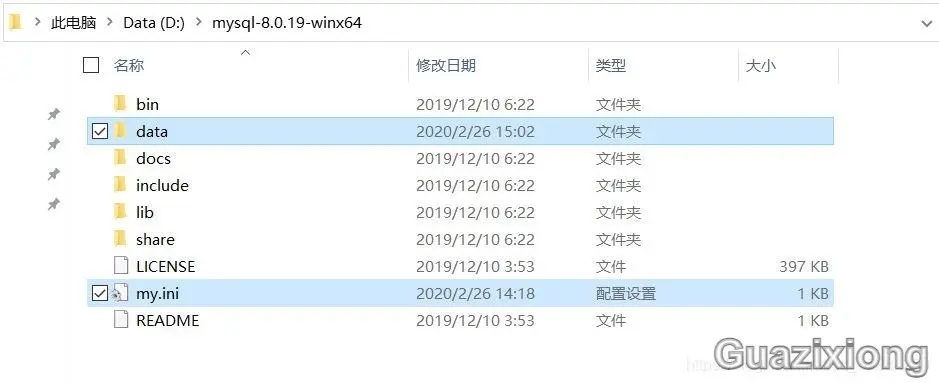 此电脑 > Data (D:) > mysql-8.0.19-winx64
名称 修改日期 类型 大小
bin 2019/12/10 6:22 文件夹
data 2020/2/26 15:02 文件夹
docs 2019/12/10 6:22 文件夹
include 2019/12/10 6:22 文件夹
lib 2019/12/10 6:22 文件夹
share 2019/12/10 6:22 文件夹
LICENSE 2019/12/10 3:53 文件 397 KB
my.ini 2020/2/26 14:18 配置设置 1 KB
README 2019/12/10 3:53 文件 1 KB
Guazixiong